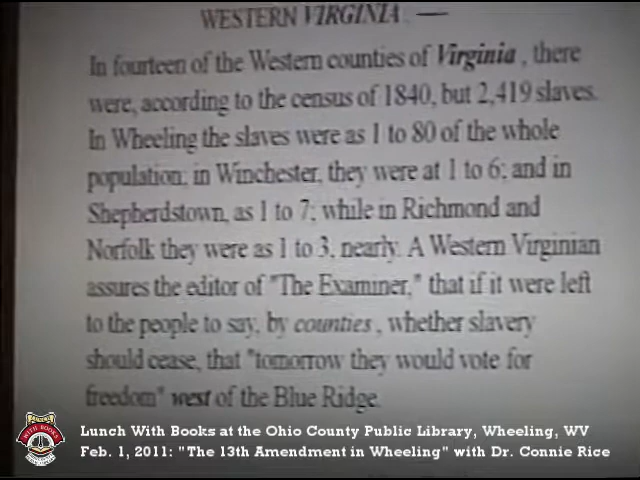 WESTERN VIRGINIA. —
In fourteen of the Western counties of Virginia , there
were, according to the census of 1840, but 2,419 slaves.
In Wheeling the slaves were as 1 to 80 of the whole
population; in Winchester, they were at 1 to 6; and in
Shepherdstown, as 1 to 7; while in Richmond and
Norfolk they were as 1 to 3, nearly. A Western Virginian
assures the editor of "The Examiner," that if it were left
to the people to say, by counties , whether slavery
should cease, that "tomorrow they would vote for
freedom" west of the Blue Ridge.
LUNCH
WITH BOOKS
Lunch With Books at the Ohio County Public Library, Wheeling, WV
Feb. 1, 2011: "The 13th Amendment in Wheeling" with Dr. Connie Rice